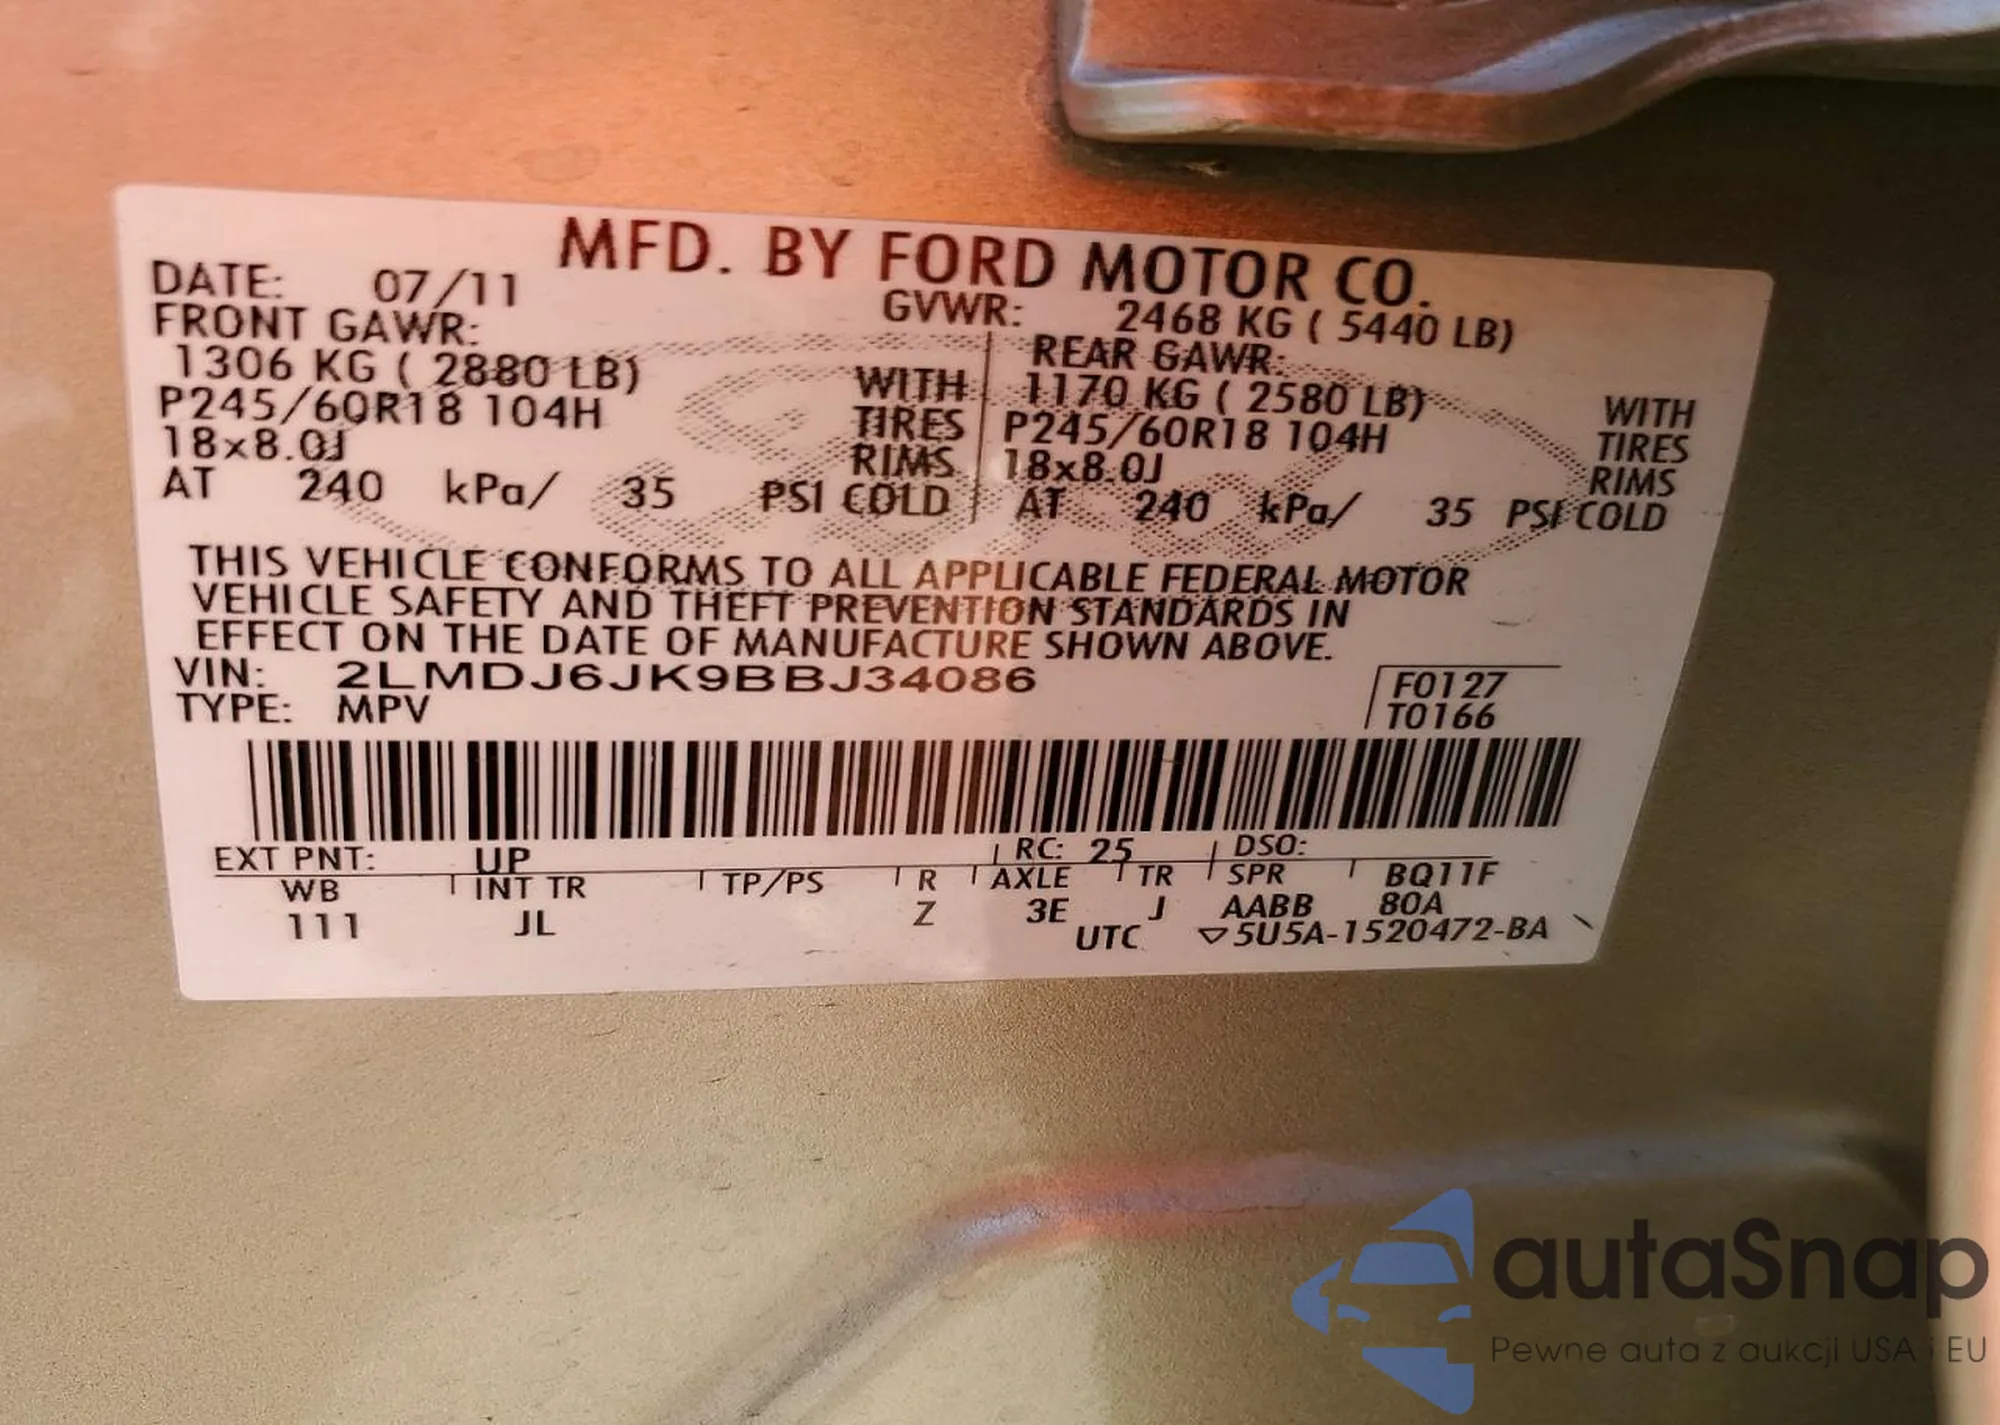 MFD. BY FORD MOTOR CO.
DATE: 07/11 GVWR: 2468 KG ( 5440 LB)
FRONT GAWR: REAR GAWR:
1306 KG ( 2880 LB) WITH 1170 KG ( 2580 LB) WITH
P245/60R18 104H TIRES P245/60R18 104H TIRES
18x8.0J RIMS 18x8.0J RIMS
AT 240 kPa/ 35 PSI COLD AT 240 kPa/ 35 PSI COLD
THIS VEHICLE CONFORMS TO ALL APPLICABLE FEDERAL MOTOR
VEHICLE SAFETY AND THEFT PREVENTION STANDARDS IN
EFFECT ON THE DATE OF MANUFACTURE SHOWN ABOVE.
VIN: 2LMDJ6JK9BBJ34086 F0127
TYPE: MPV T0166
EXT PNT: UP RC: 25 DSO:
WB INT TR TP/PS R AXLE TR SPR BQ11F
111 JL Z 3E J AABB 80A
UTC ▽5U5A-1520472-BA
autaSnap
Pewne auta z aukcji USA i EU